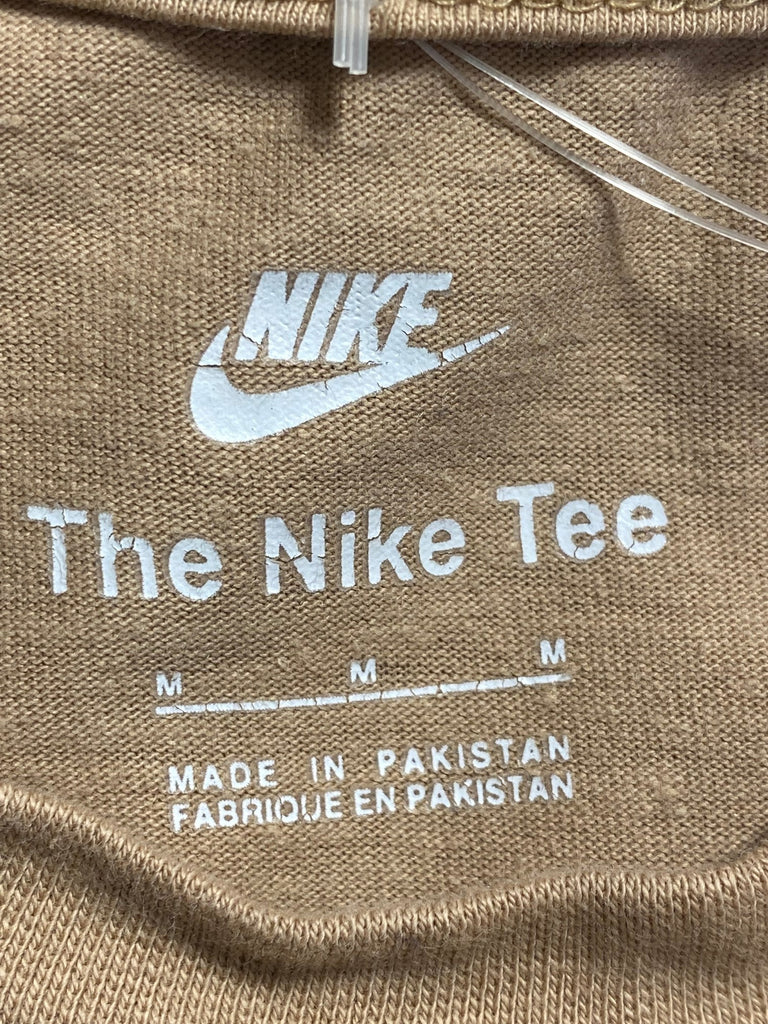 NIKE
The Nike Tee
M M M
MADE IN PAKISTAN
FABRIQUE EN PAKISTAN